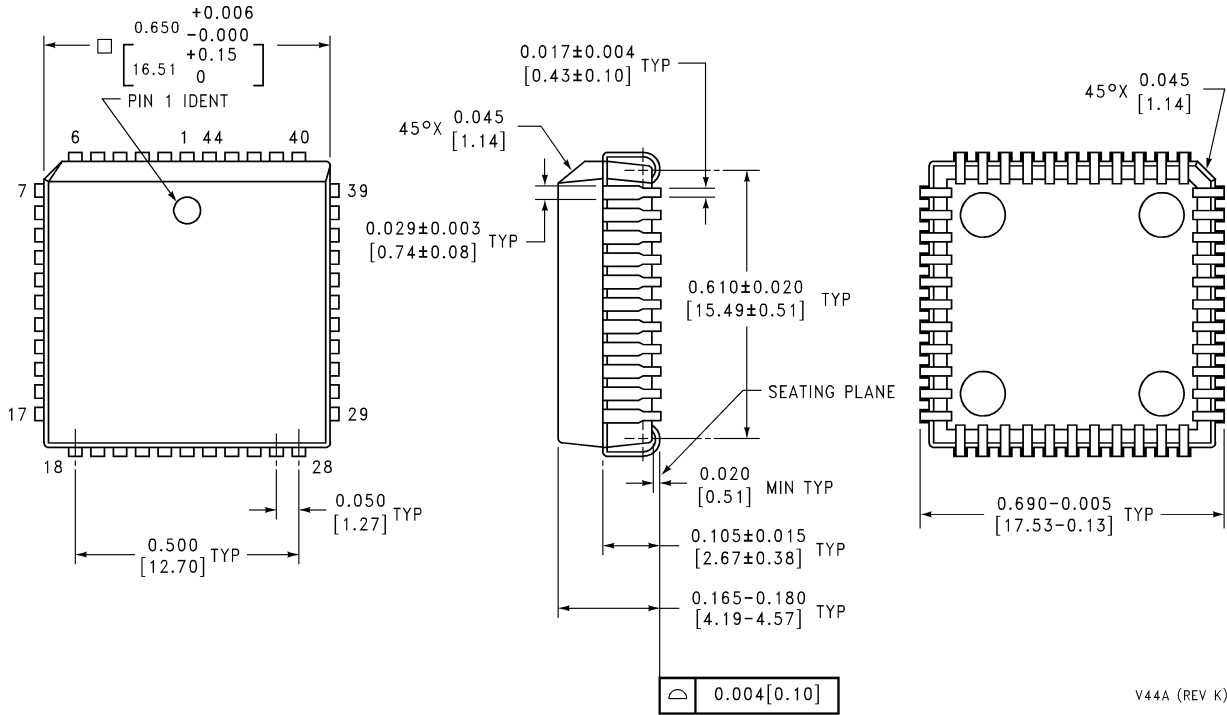 +0.006
0.650 -0.000
+0.15
16.51 0
PIN 1 IDENT
6 1 44 40
7 39
17 29
18 28
0.050
[1.27] TYP
0.500
[12.70] TYP
0.017±0.004
[0.43±0.10] TYP
45°X 0.045
[1.14]
0.029±0.003
[0.74±0.08] TYP
0.610±0.020
[15.49±0.51] TYP
SEATING PLANE
0.020
[0.51] MIN TYP
0.105±0.015
[2.67±0.38] TYP
0.165-0.180
[4.19-4.57] TYP
0.004[0.10]
45°X 0.045
[1.14]
0.690-0.005
[17.53-0.13] TYP
V44A (REV K)